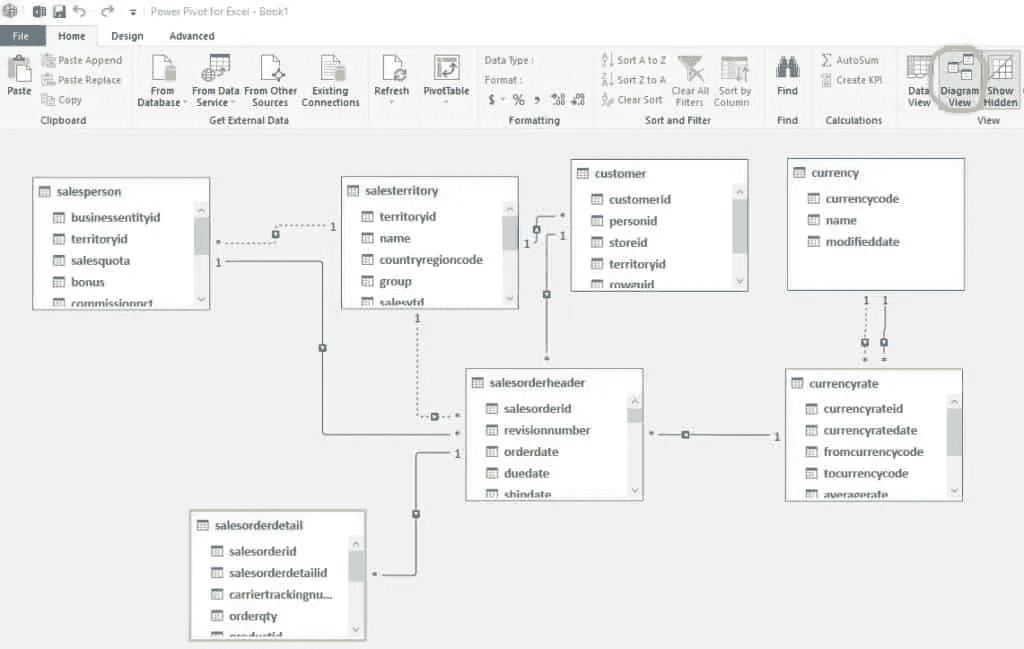 Power Pivot for Excel - Book1
File Home Design Advanced
Paste
Paste Append
Paste Replace
Copy
Clipboard
From Database
From Data Service
From Other Sources
Existing Connections
Get External Data
Refresh
PivotTable
Data Type :
Format :
$ % ,
Formatting
Sort A to Z
Sort Z to A
Clear Sort
Clear All Filters
Sort by Column
Sort and Filter
Find
Find
AutoSum
Create KPI
Calculations
Data View
Diagram View
Show Hidden
View
salesperson
businessentityid
territoryid
salesquota
bonus
commissionpct
* 1
1
salesterritory
territoryid
name
countryregioncode
group
salesytd
1
1 *
1
*
customer
customerid
personid
storeid
territoryid
rowguid
currency
currencycode
name
modifieddate
1 1
* *
salesorderheader
salesorderid
revisionnumber
orderdate
duedate
shipdate
*
*
1
* 1
currencyrate
currencyrateid
currencyratedate
fromcurrencycode
tocurrencycode
averagerate
salesorderdetail
salesorderid
salesorderdetailid
carriertrackingnu...
orderqty
productid
*